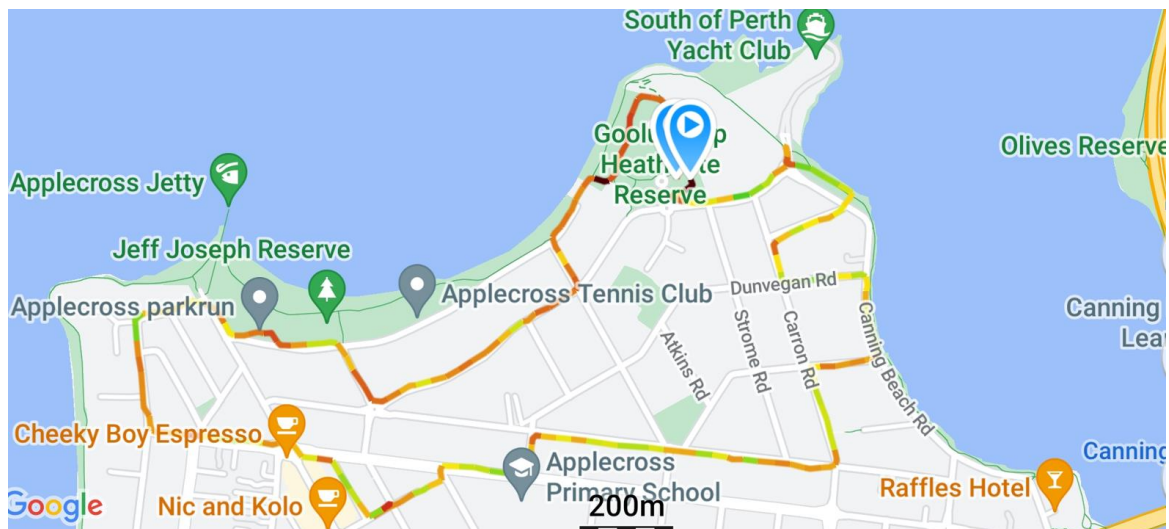 South of Perth
Yacht Club
Heath
Reserve
Olives Reserve
Applecross Jetty
Jeff Joseph Reserve
Applecross parkrun
Applecross Tennis Club
Dunvegan Rd
Canning
Lea
Atkins Rd
Strome Rd
Carron Rd
Canning Beach Rd
Cheeky Boy Espresso
Applecross
Primary School
Canning
Nic and Kolo
Raffles Hotel
Google
200m